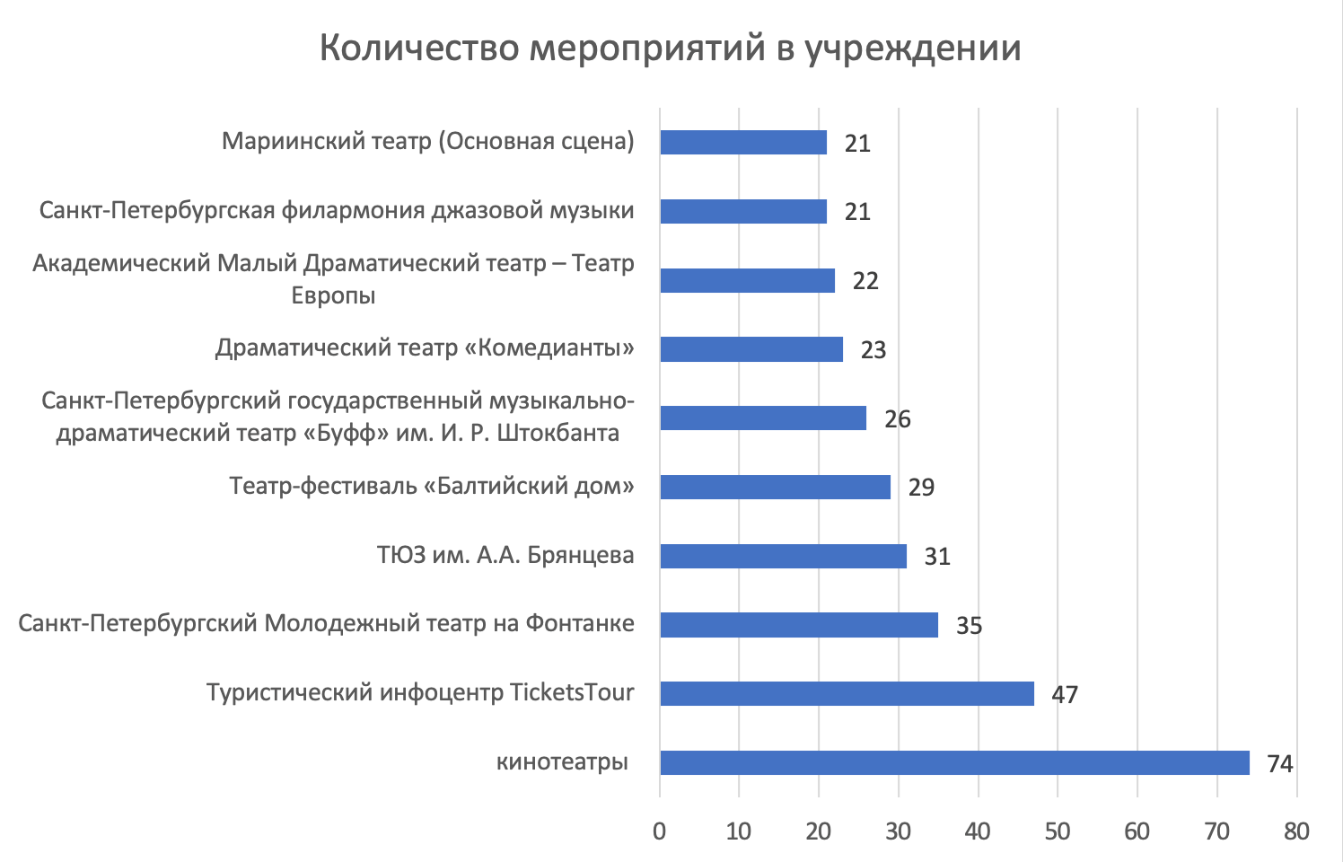 Количество мероприятий в учреждении
Мариинский театр (Основная сцена)
21
Санкт-Петербургская филармония джазовой музыки
21
Академический Малый Драматический театр – Театр
Европы
22
Драматический театр «Комедианты»
23
Санкт-Петербургский государственный музыкально-
драматический театр «Буфф» им. И. Р. Штокбанта
26
Театр-фестиваль «Балтийский дом»
29
ТЮЗ им. А.А. Брянцева
31
Санкт-Петербургский Молодежный театр на Фонтанке
35
Туристический инфоцентр TicketsTour
47
кинотеатры
74
0 10 20 30 40 50 60 70 80